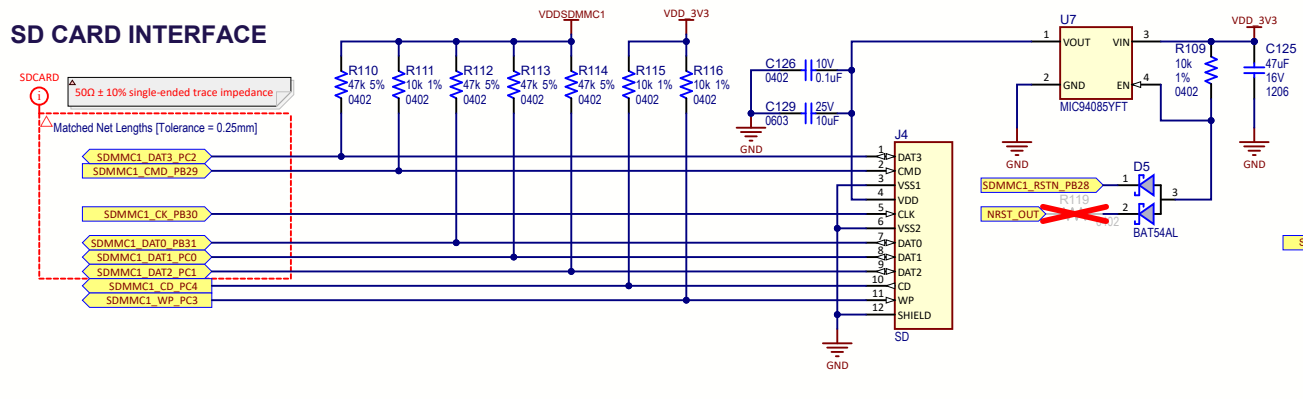 SD CARD INTERFACE
SDCARD
i
50Ω ± 10% single-ended trace impedance
Matched Net Lengths [Tolerance = 0.25mm]
VDDSDMMC1
VDD_3V3
R110
47k 5%
0402
R111
10k 1%
0402
R112
47k 5%
0402
R113
47k 5%
0402
R114
47k 5%
0402
R115
10k 1%
0402
R116
10k 1%
0402
C126
0402
10V
0.1uF
C129
0603
25V
10uF
GND
U7
1
VOUT
VIN
3
2
GND
EN
4
MIC94085YFT
GND
R109
10k
1%
0402
VDD_3V3
C125
47uF
16V
1206
GND
SDMMC1_DAT3_PC2
SDMMC1_CMD_PB29
SDMMC1_CK_PB30
SDMMC1_DAT0_PB31
SDMMC1_DAT1_PC0
SDMMC1_DAT2_PC1
SDMMC1_CD_PC4
SDMMC1_WP_PC3
J4
1
DAT3
2
CMD
3
VSS1
4
VDD
5
CLK
6
VSS2
7
DAT0
8
DAT1
9
DAT2
10
CD
11
WP
12
SHIELD
SD
GND
SDMMC1_RSTN_PB28
1
D5
R119
3
NRST_OUT
2
BAT54AL